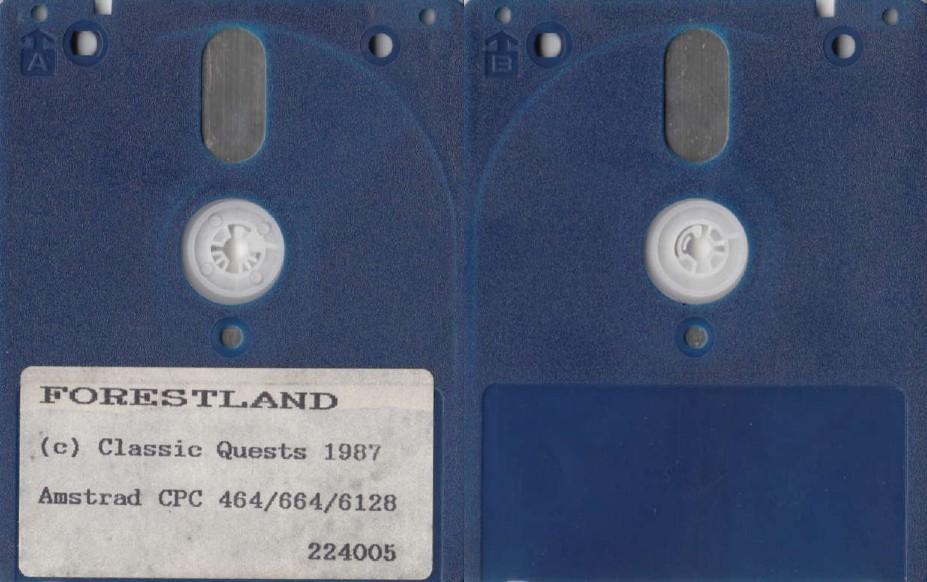 A
B
FORESTLAND
(c) Classic Quests 1987
Amstrad CPC 464/664/6128
224005